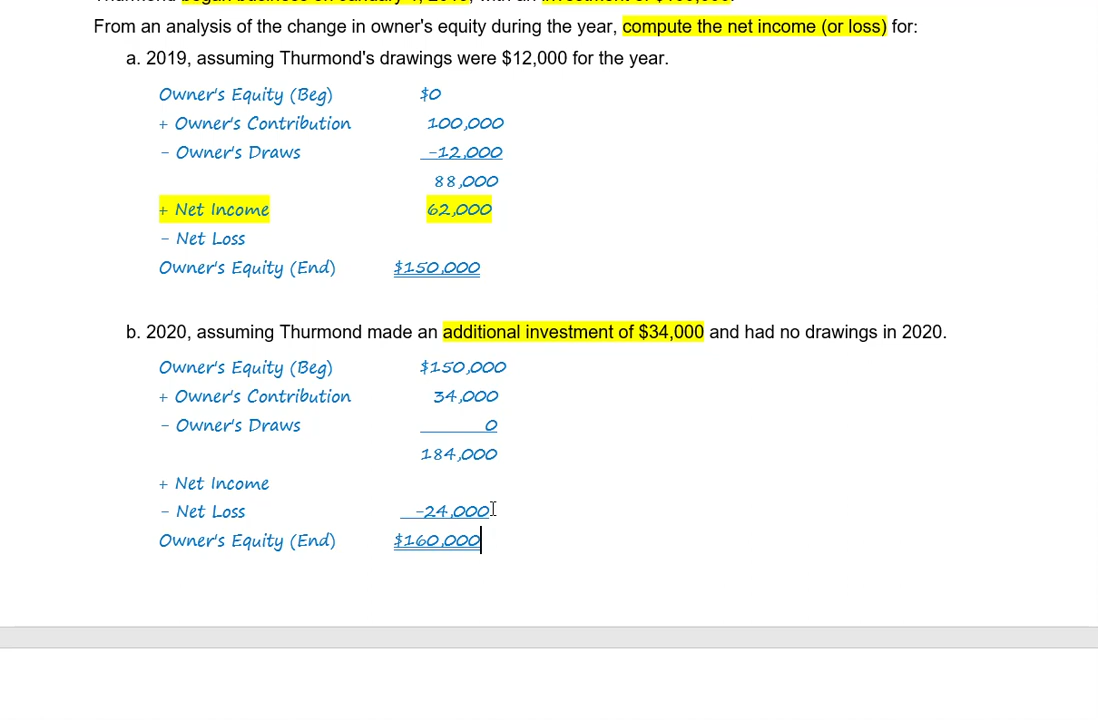 From an analysis of the change in owner's equity during the year, compute the net income (or loss) for:
a. 2019, assuming Thurmond's drawings were $12,000 for the year.
Owner's Equity (Beg) $0
+ Owner's Contribution 100,000
- Owner's Draws -12,000
88,000
+ Net Income 62,000
- Net Loss
Owner's Equity (End) $150,000
b. 2020, assuming Thurmond made an additional investment of $34,000 and had no drawings in 2020.
Owner's Equity (Beg) $150,000
+ Owner's Contribution 34,000
- Owner's Draws 0
184,000
+ Net Income
- Net Loss -24,000
Owner's Equity (End) $160,000